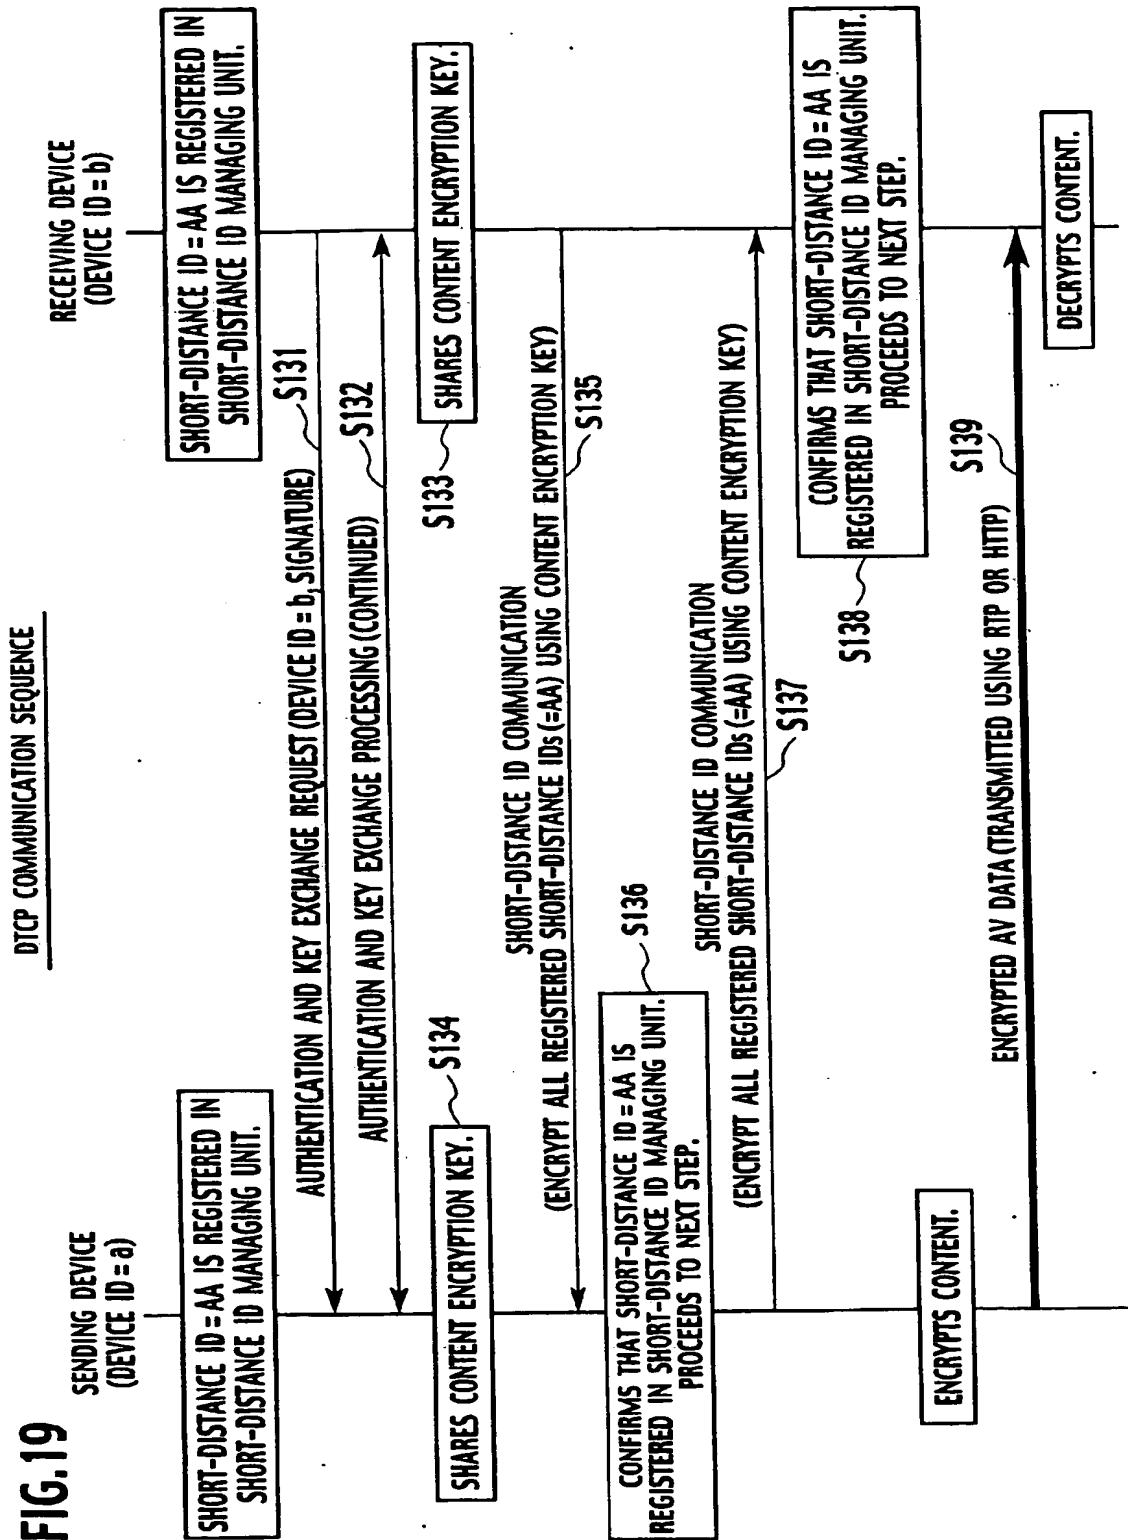 FIG.19
DTCP COMMUNICATION SEQUENCE
SENDING DEVICE
(DEVICE ID = a)
RECEIVING DEVICE
(DEVICE ID = b)
SHORT-DISTANCE ID = AA IS REGISTERED IN
SHORT-DISTANCE ID MANAGING UNIT.
SHORT-DISTANCE ID = AA IS REGISTERED IN
SHORT-DISTANCE ID MANAGING UNIT.
AUTHENTICATION AND KEY EXCHANGE REQUEST (DEVICE ID = b, SIGNATURE)
S131
AUTHENTICATION AND KEY EXCHANGE PROCESSING (CONTINUED)
S132
SHARES CONTENT ENCRYPTION KEY.
S134
S133
SHARES CONTENT ENCRYPTION KEY.
SHORT-DISTANCE ID COMMUNICATION
(ENCRYPT ALL REGISTERED SHORT-DISTANCE IDs (=AA) USING CONTENT ENCRYPTION KEY)
S135
CONFIRMS THAT SHORT-DISTANCE ID = AA IS
REGISTERED IN SHORT-DISTANCE ID MANAGING UNIT.
PROCEEDS TO NEXT STEP.
S136
SHORT-DISTANCE ID COMMUNICATION
(ENCRYPT ALL REGISTERED SHORT-DISTANCE IDs (=AA) USING CONTENT ENCRYPTION KEY)
S137
S138
CONFIRMS THAT SHORT-DISTANCE ID = AA IS
REGISTERED IN SHORT-DISTANCE ID MANAGING UNIT.
PROCEEDS TO NEXT STEP.
ENCRYPTS CONTENT.
ENCRYPTED AV DATA (TRANSMITTED USING RTP OR HTTP)
S139
DECRYPTS CONTENT.